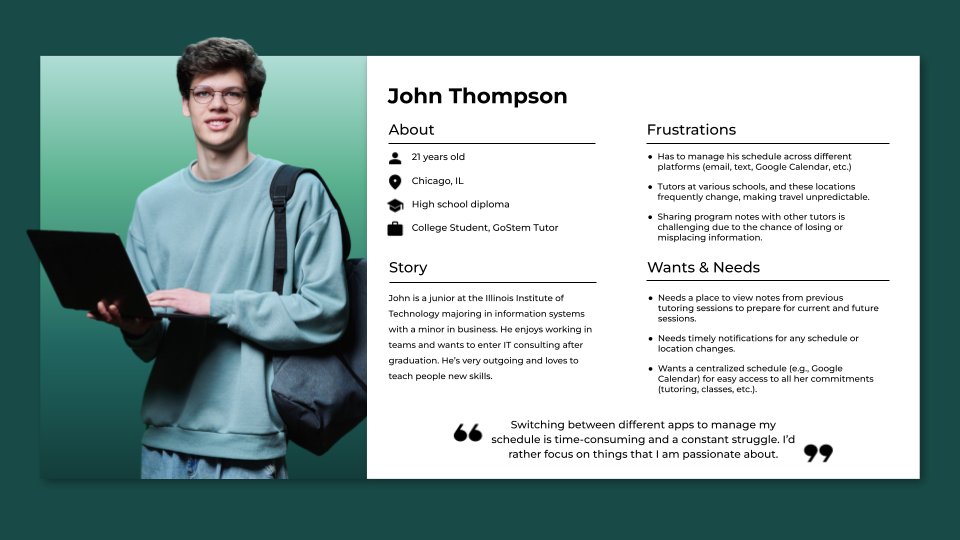 John Thompson
About
21 years old
Chicago, IL
High school diploma
College Student, GoStem Tutor
Story
John is a junior at the Illinois Institute of
Technology majoring in information systems
with a minor in business. He enjoys working in
teams and wants to enter IT consulting after
graduation. He’s very outgoing and loves to
teach people new skills.
Frustrations
• Has to manage his schedule across different
platforms (email, text, Google Calendar, etc.)
• Tutors at various schools, and these locations
frequently change, making travel unpredictable.
• Sharing program notes with other tutors is
challenging due to the chance of losing or
misplacing information.
Wants & Needs
• Needs a place to view notes from previous
tutoring sessions to prepare for current and future
sessions.
• Needs timely notifications for any schedule or
location changes.
• Wants a centralized schedule (e.g., Google
Calendar) for easy access to all her commitments
(tutoring, classes, etc.).
“ Switching between different apps to manage my
schedule is time-consuming and a constant struggle. I’d
rather focus on things that I am passionate about. ”